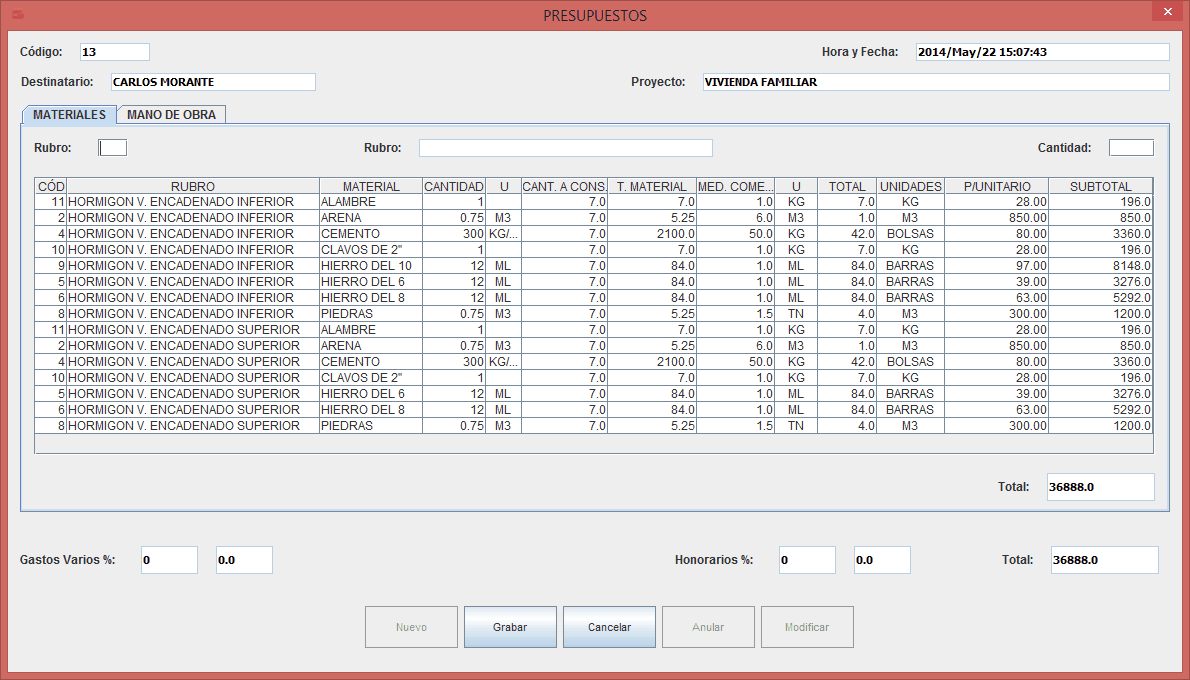 PRESUPUESTOS
Código: 13 Hora y Fecha: 2014/May/22 15:07:43
Destinatario: CARLOS MORANTE Proyecto: VIVIENDA FAMILIAR
MATERIALES MANO DE OBRA
Rubro: Rubro: Cantidad:
CÓD RUBRO MATERIAL CANTIDAD U CANT. A CONS. T. MATERIAL MED. COME... U TOTAL UNIDADES P/UNITARIO SUBTOTAL
11 HORMIGON V. ENCADENADO INFERIOR ALAMBRE 1 7.0 7.0 1.0 KG 7.0 KG 28.00 196.0
2 HORMIGON V. ENCADENADO INFERIOR ARENA 0.75 M3 7.0 5.25 6.0 M3 1.0 M3 850.00 850.0
4 HORMIGON V. ENCADENADO INFERIOR CEMENTO 300 KG/... 7.0 2100.0 50.0 KG 42.0 BOLSAS 80.00 3360.0
10 HORMIGON V. ENCADENADO INFERIOR CLAVOS DE 2" 1 7.0 7.0 1.0 KG 7.0 KG 28.00 196.0
9 HORMIGON V. ENCADENADO INFERIOR HIERRO DEL 10 12 ML 7.0 84.0 1.0 ML 84.0 BARRAS 97.00 8148.0
5 HORMIGON V. ENCADENADO INFERIOR HIERRO DEL 6 12 ML 7.0 84.0 1.0 ML 84.0 BARRAS 39.00 3276.0
6 HORMIGON V. ENCADENADO INFERIOR HIERRO DEL 8 12 ML 7.0 84.0 1.0 ML 84.0 BARRAS 63.00 5292.0
8 HORMIGON V. ENCADENADO INFERIOR PIEDRAS 0.75 M3 7.0 5.25 1.5 TN 4.0 M3 300.00 1200.0
11 HORMIGON V. ENCADENADO SUPERIOR ALAMBRE 1 7.0 7.0 1.0 KG 7.0 KG 28.00 196.0
2 HORMIGON V. ENCADENADO SUPERIOR ARENA 0.75 M3 7.0 5.25 6.0 M3 1.0 M3 850.00 850.0
4 HORMIGON V. ENCADENADO SUPERIOR CEMENTO 300 KG/... 7.0 2100.0 50.0 KG 42.0 BOLSAS 80.00 3360.0
10 HORMIGON V. ENCADENADO SUPERIOR CLAVOS DE 2" 1 7.0 7.0 1.0 KG 7.0 KG 28.00 196.0
5 HORMIGON V. ENCADENADO SUPERIOR HIERRO DEL 6 12 ML 7.0 84.0 1.0 ML 84.0 BARRAS 39.00 3276.0
6 HORMIGON V. ENCADENADO SUPERIOR HIERRO DEL 8 12 ML 7.0 84.0 1.0 ML 84.0 BARRAS 63.00 5292.0
8 HORMIGON V. ENCADENADO SUPERIOR PIEDRAS 0.75 M3 7.0 5.25 1.5 TN 4.0 M3 300.00 1200.0
Total: 36888.0
Gastos Varios %: 0 0.0 Honorarios %: 0 0.0 Total: 36888.0
Nuevo Grabar Cancelar Anular Modificar